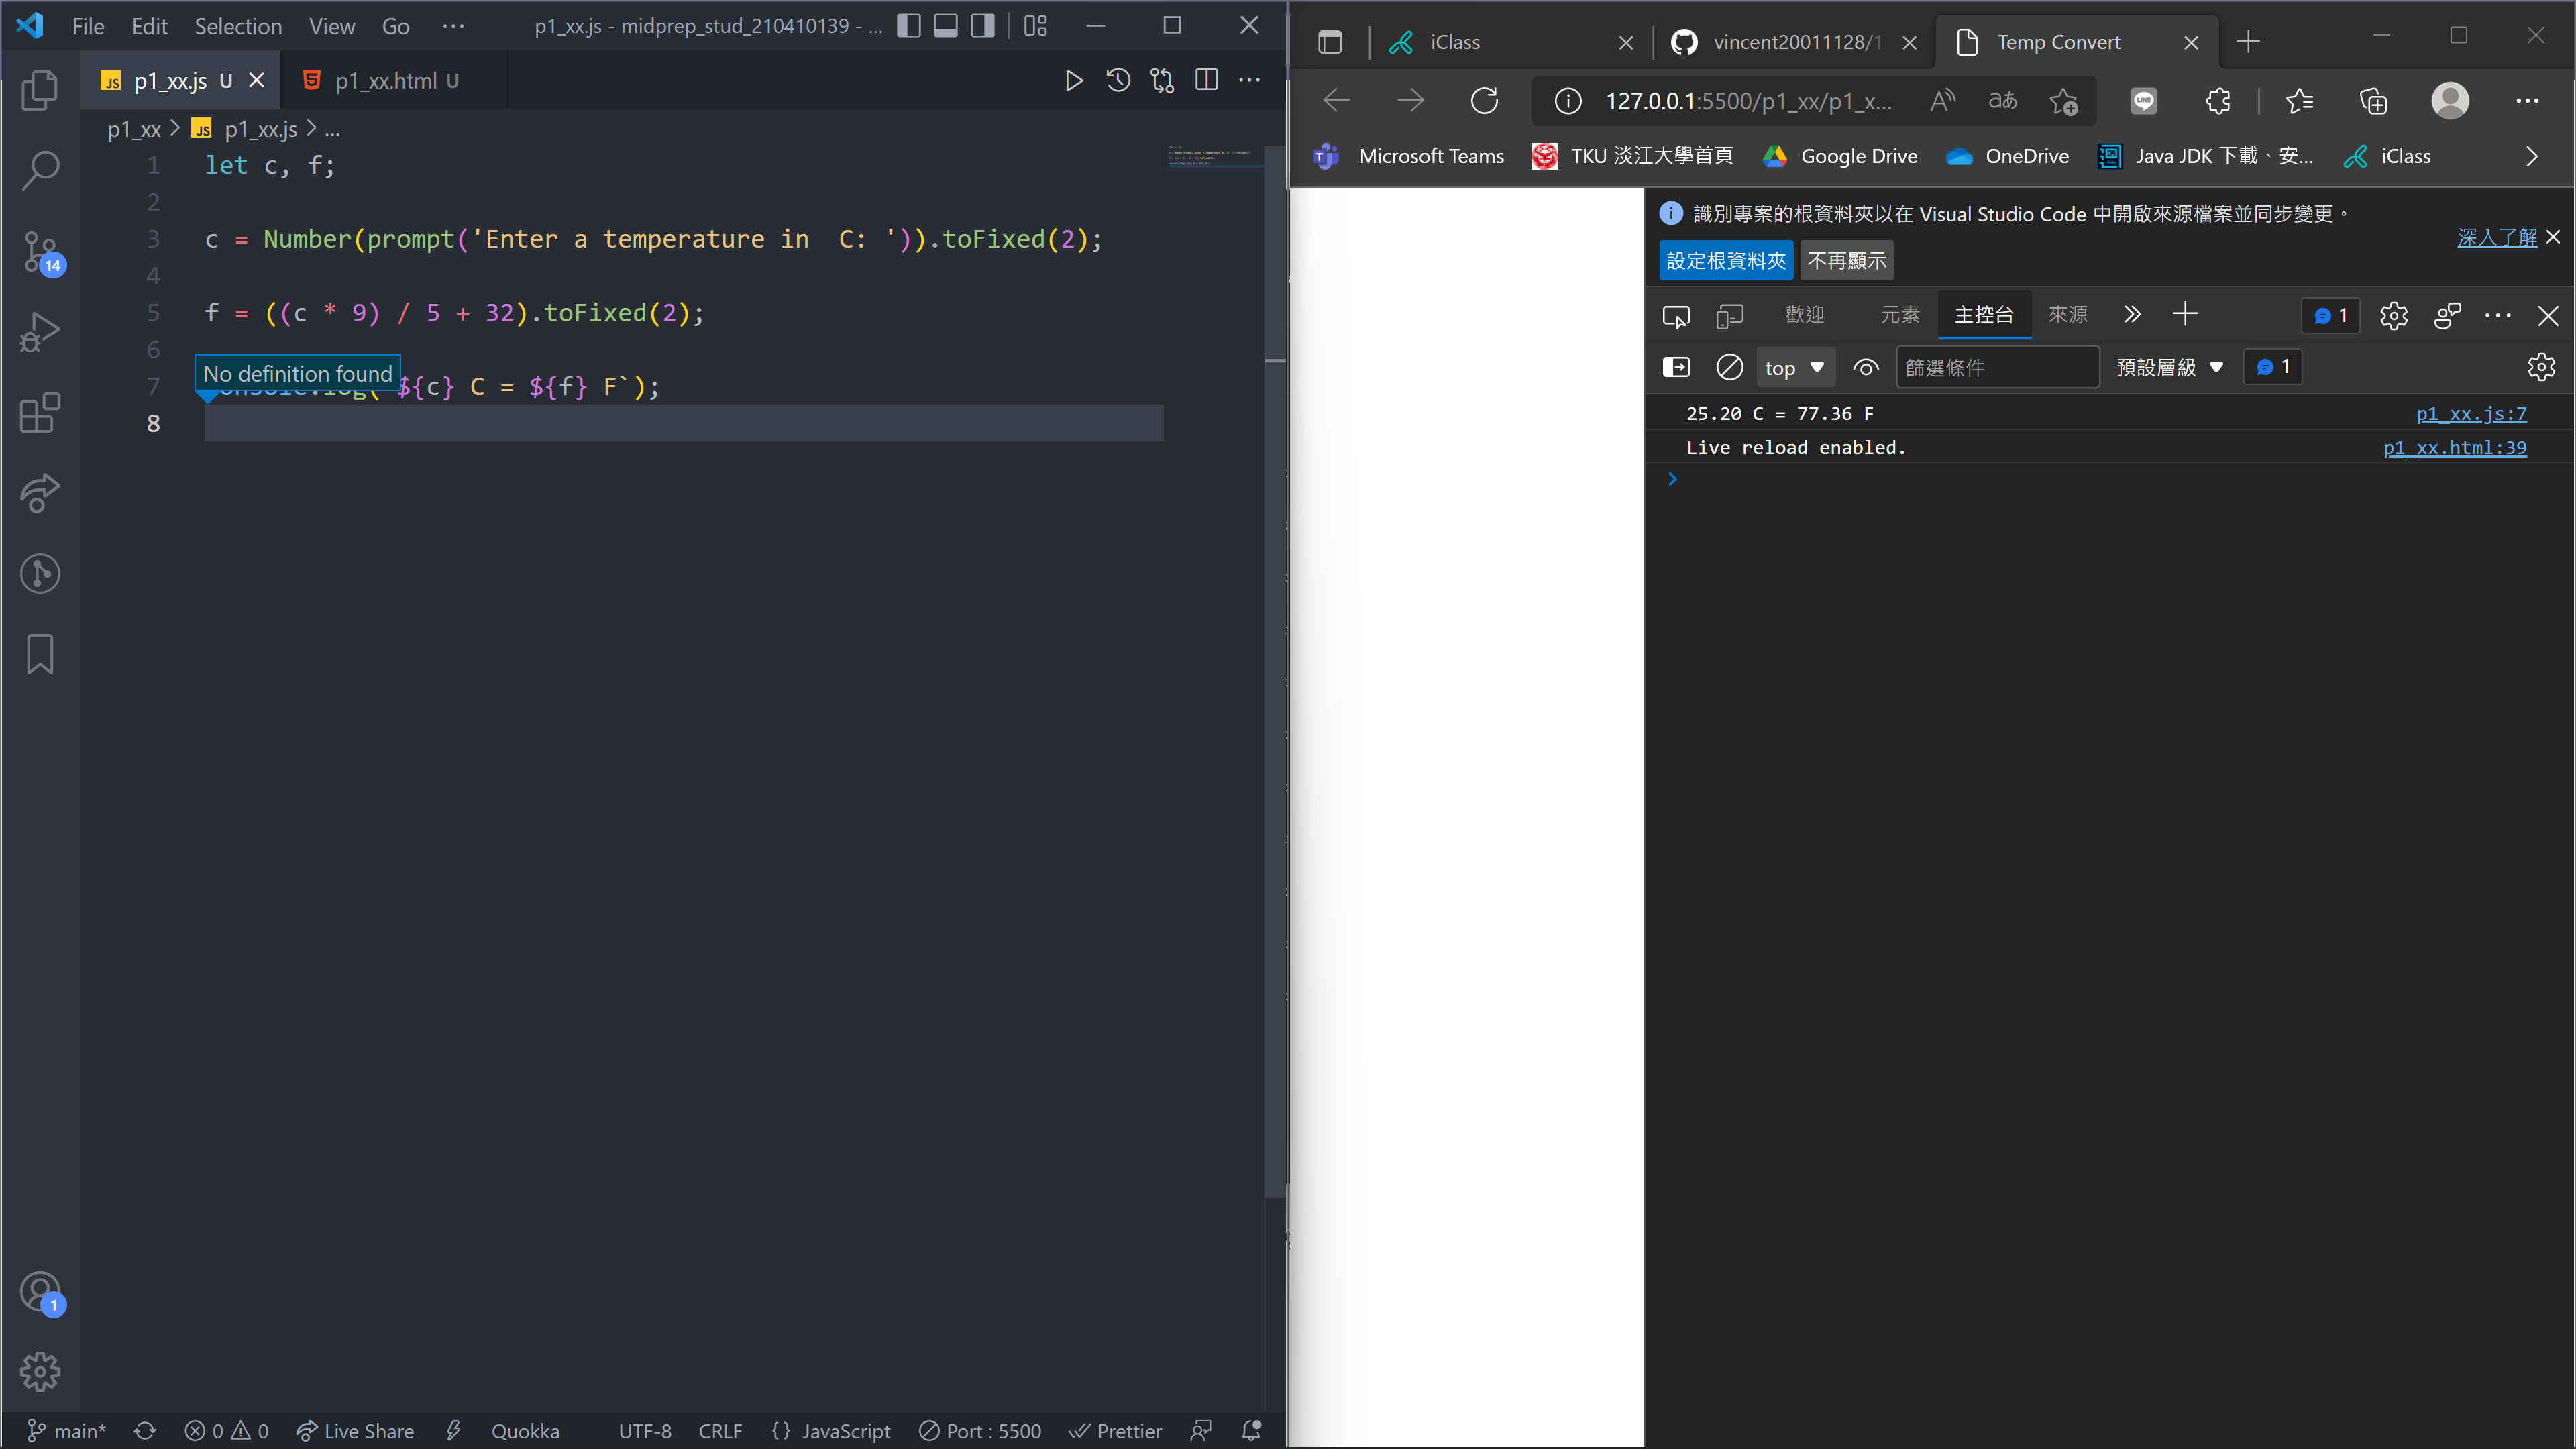 File Edit Selection View Go ··· p1_xx.js - midprep_stud_210410139 - ...
JS p1_xx.js U p1_xx.html U
p1_xx > JS p1_xx.js > ...
1 let c, f;
2
3 c = Number(prompt('Enter a temperature in  C: ')).toFixed(2);
4
5 f = ((c * 9) / 5 + 32).toFixed(2);
6
No definition found
7 console.log(`${c} C = ${f} F`);
8
14
1
main* 0 0 Live Share Quokka UTF-8 CRLF {} JavaScript Port : 5500 Prettier
iClass vincent20011128/1 Temp Convert
127.0.0.1:5500/p1_xx/p1_x... A aあ LINE
Microsoft Teams TKU 淡江大學首頁 Google Drive OneDrive Java JDK 下載、安... iClass
識別專案的根資料夾以在 Visual Studio Code 中開啟來源檔案並同步變更。
深入了解
設定根資料夾 不再顯示
歡迎 元素 主控台 來源 1
top 篩選條件 預設層級 1
25.20 C = 77.36 F p1_xx.js:7
Live reload enabled. p1_xx.html:39